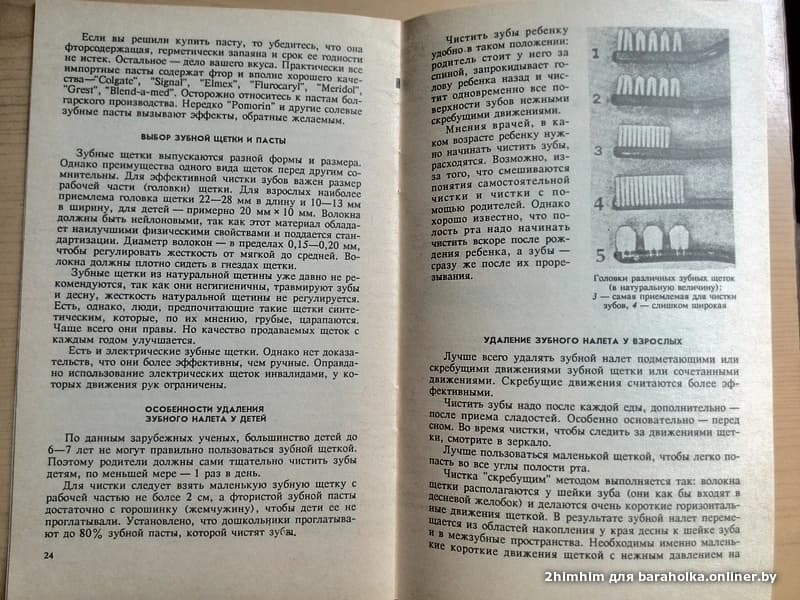 Если вы решили купить пасту, то убедитесь, что она
фторсодержащая, герметически запаяна и срок ее годности
не истек. Остальное — дело вашего вкуса. Практически все
импортные пасты содержат фтор и вполне хорошего каче-
ства—"Colgate", "Signal", "Elmex", "Flurocaryl", "Meridol",
"Grest", "Blend-a-med". Осторожно относитесь к пастам бол-
гарского производства. Нередко "Pomorin" и другие солевые
зубные пасты вызывают эффекты, обратные желаемым.
ВЫБОР ЗУБНОЙ ЩЕТКИ И ПАСТЫ
Зубные щетки выпускаются разной формы и размера.
Однако преимущества одного вида щеток перед другим со-
мнительны. Для эффективной чистки зубов важен размер
рабочей части (головки) щетки. Для взрослых наиболее
приемлема головка щетки 22—28 мм в длину и 10—13 мм
в ширину, для детей — примерно 20 мм × 10 мм. Волокна
должны быть нейлоновыми, так как этот материал облада-
ет наилучшими физическими свойствами и поддается стан-
дартизации. Диаметр волокон — в пределах 0,15—0,20 мм,
чтобы регулировать жесткость от мягкой до средней. Во-
локна должны плотно сидеть в гнездах щетки.
Зубные щетки из натуральной щетины уже давно не ре-
комендуются, так как они негигиеничны, травмируют зубы
и десну, жесткость натуральной щетины не регулируется.
Есть, однако, люди, предпочитающие такие щетки синте-
тическим, которые, по их мнению, грубые, царапаются.
Чаще всего они правы. Но качество продаваемых щеток с
каждым годом улучшается.
Есть и электрические зубные щетки. Однако нет доказа-
тельств, что они более эффективны, чем ручные. Оправда-
но использование электрических щеток инвалидами, у ко-
торых движения рук ограничены.
ОСОБЕННОСТИ УДАЛЕНИЯ
ЗУБНОГО НАЛЕТА У ДЕТЕЙ
По данным зарубежных ученых, большинство детей до
6—7 лет не могут правильно пользоваться зубной щеткой.
Поэтому родители должны сами тщательно чистить зубы
детям, по меньшей мере — 1 раз в день.
Для чистки следует взять маленькую зубную щетку с
рабочей частью не более 2 см, а фтористой зубной пасты
достаточно с горошинку (жемчужину), чтобы дети ее не
проглатывали. Установлено, что дошкольники проглатыва-
ют до 80% зубной пасты, которой чистят зубы.
24
Чистить зубы ребенку
удобно в таком положении:
родитель стоит у него за
спиной, запрокидывает го-
лову ребенка назад и чис-
тит одновременно все по-
верхности зубов нежными
скребущими движениями.
Мнения врачей, в ка-
ком возрасте ребенку нуж-
но начинать чистить зубы,
расходятся. Возможно, из-
за того, что смешиваются
понятия самостоятельной
чистки и чистки с по-
мощью родителей. Однако
хорошо известно, что по-
лость рта надо начинать
чистить вскоре после рож-
дения ребенка, а зубы —
сразу же после их проре-
зывания.
1
2
3
4
5
Головки различных зубных щеток
(в натуральную величину):
3 — самая приемлемая для чистки
зубов, 4 — слишком широкая
УДАЛЕНИЕ ЗУБНОГО НАЛЕТА У ВЗРОСЛЫХ
Лучше всего удалять зубной налет подметающими или
скребущими движениями зубной щетки или сочетанными
движениями. Скребущие движения считаются более эф-
фективными.
Чистить зубы надо после каждой еды, дополнительно —
после приема сладостей. Особенно основательно — перед
сном. Во время чистки, чтобы следить за движениями щет-
ки, смотрите в зеркало.
Лучше пользоваться маленькой щеткой, чтобы легко по-
пасть во все углы полости рта.
Чистка "скребущим" методом выполняется так: волокна
щетки располагаются у шейки зуба (они как бы входят в
десневой желобок) и делаются очень короткие горизонталь-
ные движения щеткой. В результате зубной налет переме-
щается из областей накопления у края десны к шейке зуба
и в межзубные пространства. Необходимы именно мален-
кие короткие движения щеткой с нежным давлением на
2himhim для baraholka.onliner.by